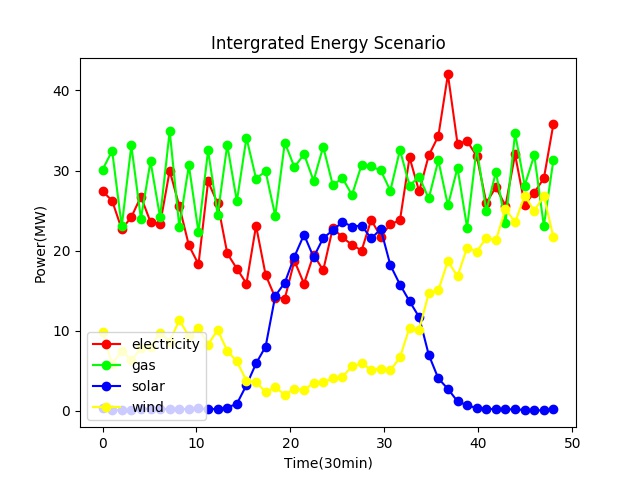 Intergrated Energy Scenario
Power(MW)
40
30
20
10
0
electricity
gas
solar
wind
0
10
20
30
40
50
Time(30min)